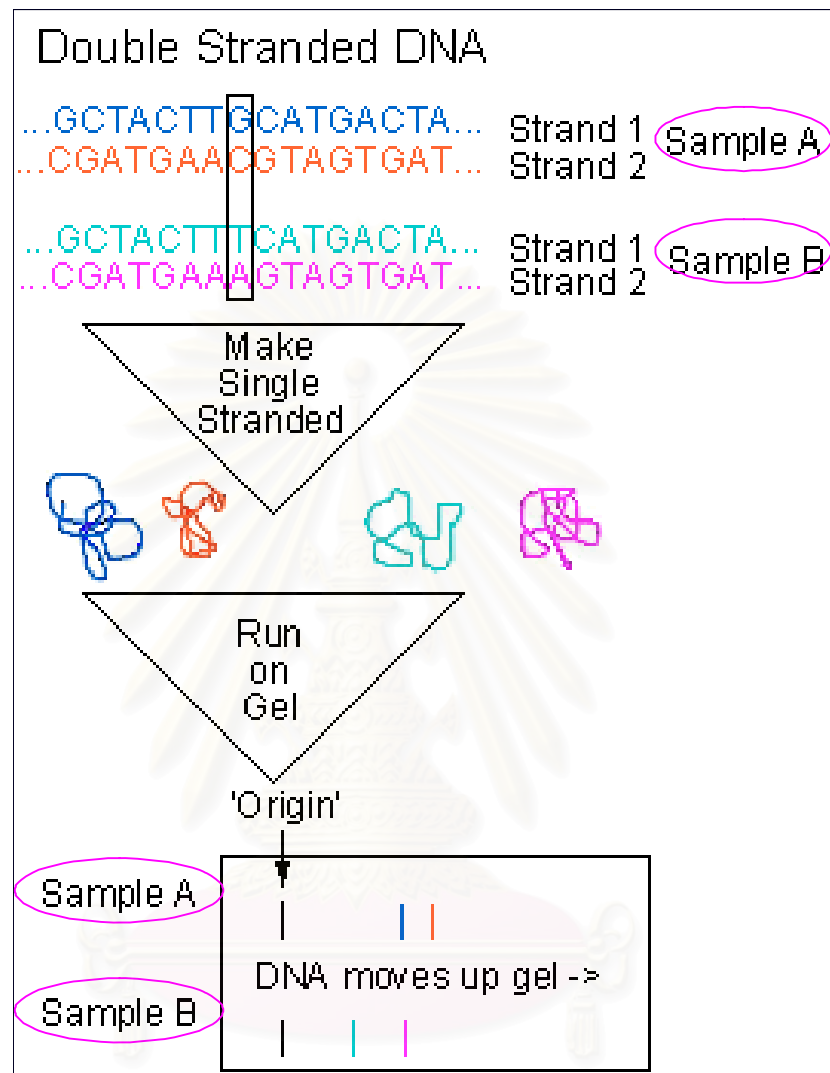 Double Stranded DNA
...GCTACTTGCATGACTA... Strand 1 Sample A
...CGATGAACGTAGTGAT... Strand 2
...GCTACTTTCATGACTA... Strand 1 Sample B
...CGATGAAAGTAGTGAT... Strand 2
Make
Single
Stranded
Run
on
Gel
'Origin'
Sample A
DNA moves up gel ->
Sample B